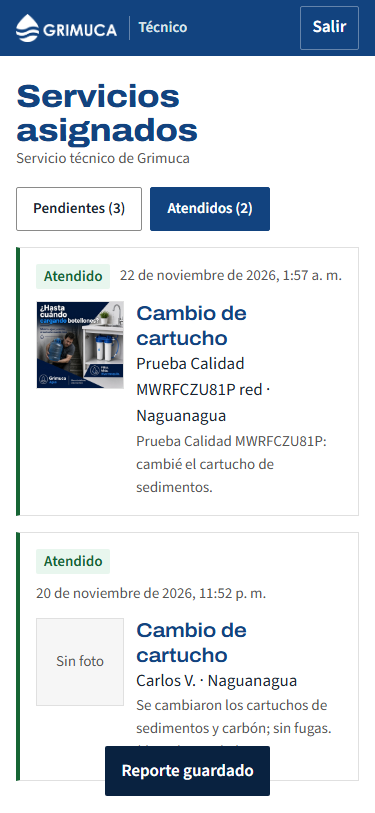 GRIMUCA
Técnico
Salir
Servicios
asignados
Servicio técnico de Grimuca
Pendientes (3)
Atendidos (2)
Atendido
22 de noviembre de 2026, 1:57 a. m.
¿Hasta
cuándo
cargando botellones?
Grimuca
Cambio de
cartucho
Prueba Calidad
MWRFCZU81P red ·
Naguanagua
Prueba Calidad MWRFCZU81P:
cambié el cartucho de
sedimentos.
Atendido
20 de noviembre de 2026, 11:52 p. m.
Sin foto
Cambio de
cartucho
Carlos V. · Naguanagua
Se cambiaron los cartuchos de
sedimentos y carbón; sin fugas.
Reporte guardado